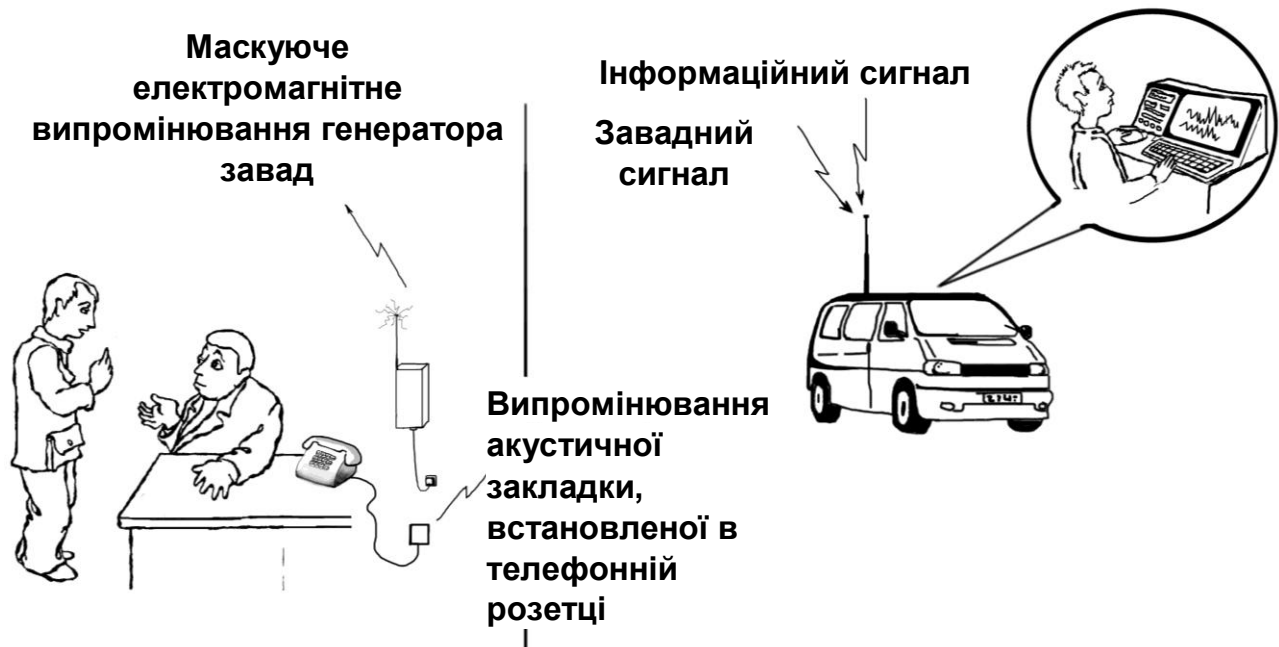 Маскуюче
електромагнітне
випромінювання генератора
завад
Інформаційний сигнал
Завадний
сигнал
Випромінювання
акустичної
закладки,
встановленої в
телефонній
розетці